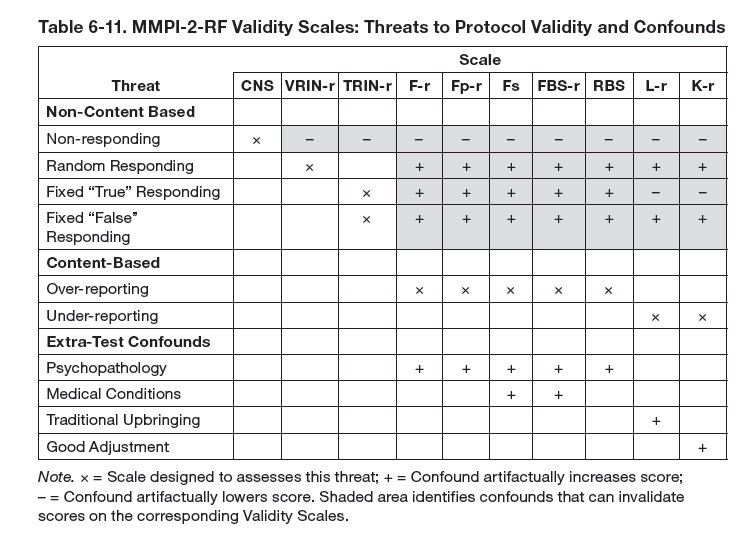 Table 6-11. MMPI-2-RF Validity Scales: Threats to Protocol Validity and Confounds
Scale
Threat CNS VRIN-r TRIN-r F-r Fp-r Fs FBS-r RBS L-r K-r
Non-Content Based
Non-responding × – – – – – – – – –
Random Responding × + + + + + + +
Fixed “True” Responding × + + + + + – –
Fixed “False” × + + + + + + +
Responding
Content-Based
Over-reporting × × × × ×
Under-reporting × ×
Extra-Test Confounds
Psychopathology + + + + +
Medical Conditions + +
Traditional Upbringing +
Good Adjustment +
Note. × = Scale designed to assesses this threat; + = Confound artifactually increases score;
– = Confound artifactually lowers score. Shaded area identifies confounds that can invalidate
scores on the corresponding Validity Scales.